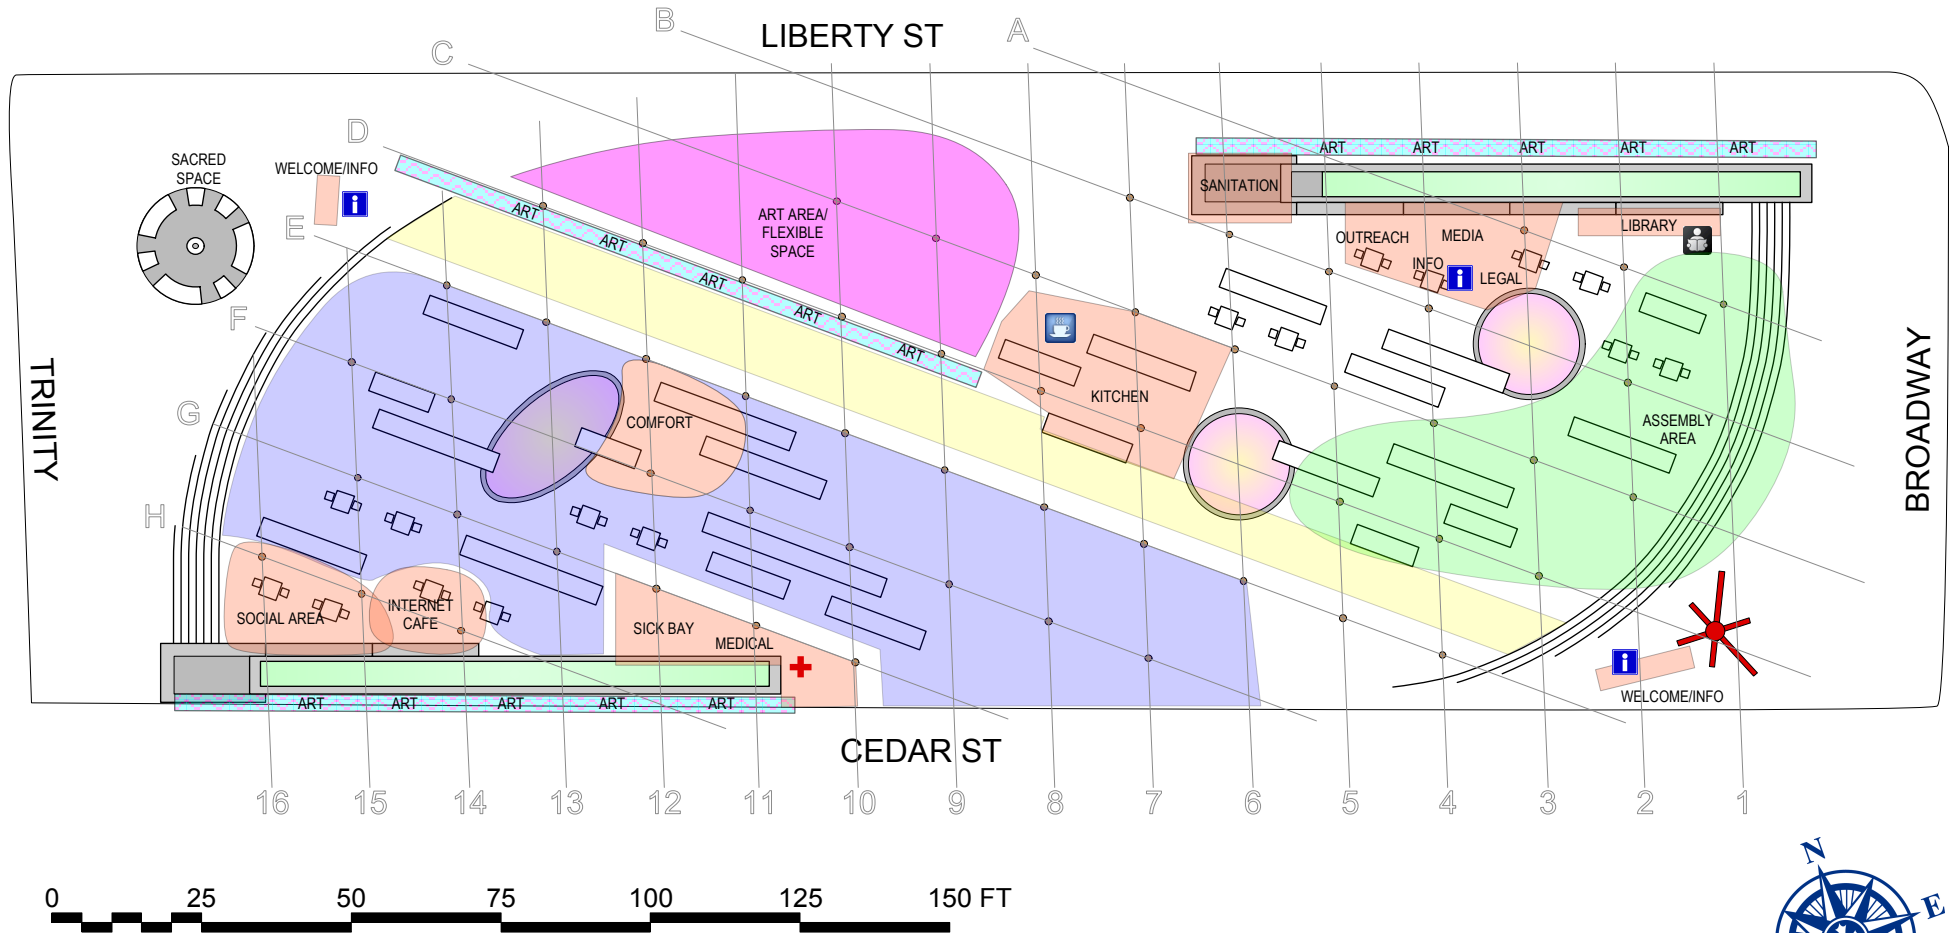 C
B
A
LIBERTY ST
D
SACRED
SPACE
WELCOME/INFO
E
ART
ART
ART
ART
ART
ART AREA/
FLEXIBLE
SPACE
ART
ART
ART
ART
ART
SANITATION
OUTREACH
MEDIA
INFO
LEGAL
LIBRARY
F
G
H
TRINITY
BROADWAY
COMFORT
KITCHEN
ASSEMBLY
AREA
SOCIAL AREA
INTERNET
CAFE
SICK BAY
MEDICAL
WELCOME/INFO
ART
ART
ART
ART
ART
CEDAR ST
16
15
14
13
12
11
10
9
8
7
6
5
4
3
2
1
0
25
50
75
100
125
150 FT
N
E